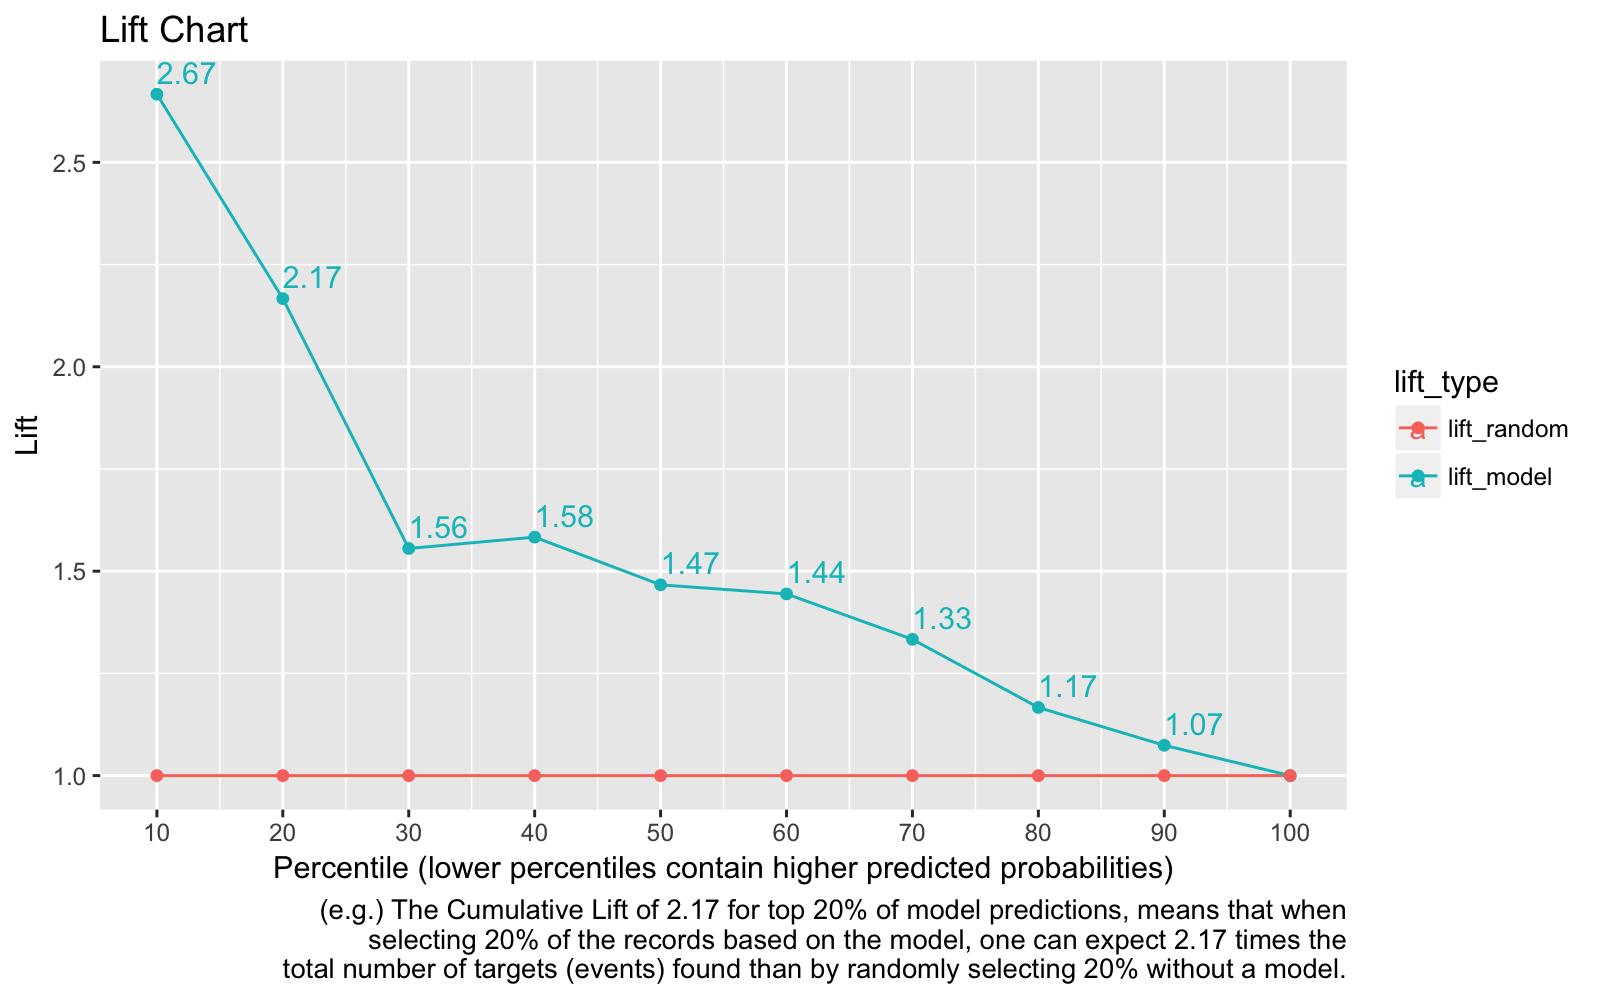 Lift Chart
2.67
2.5
2.17
2.0
Lift
lift_type
a lift_random
a lift_model
1.56
1.58
1.47
1.44
1.5
1.33
1.17
1.07
1.0
10 20 30 40 50 60 70 80 90 100
Percentile (lower percentiles contain higher predicted probabilities)
(e.g.) The Cumulative Lift of 2.17 for top 20% of model predictions, means that when
selecting 20% of the records based on the model, one can expect 2.17 times the
total number of targets (events) found than by randomly selecting 20% without a model.